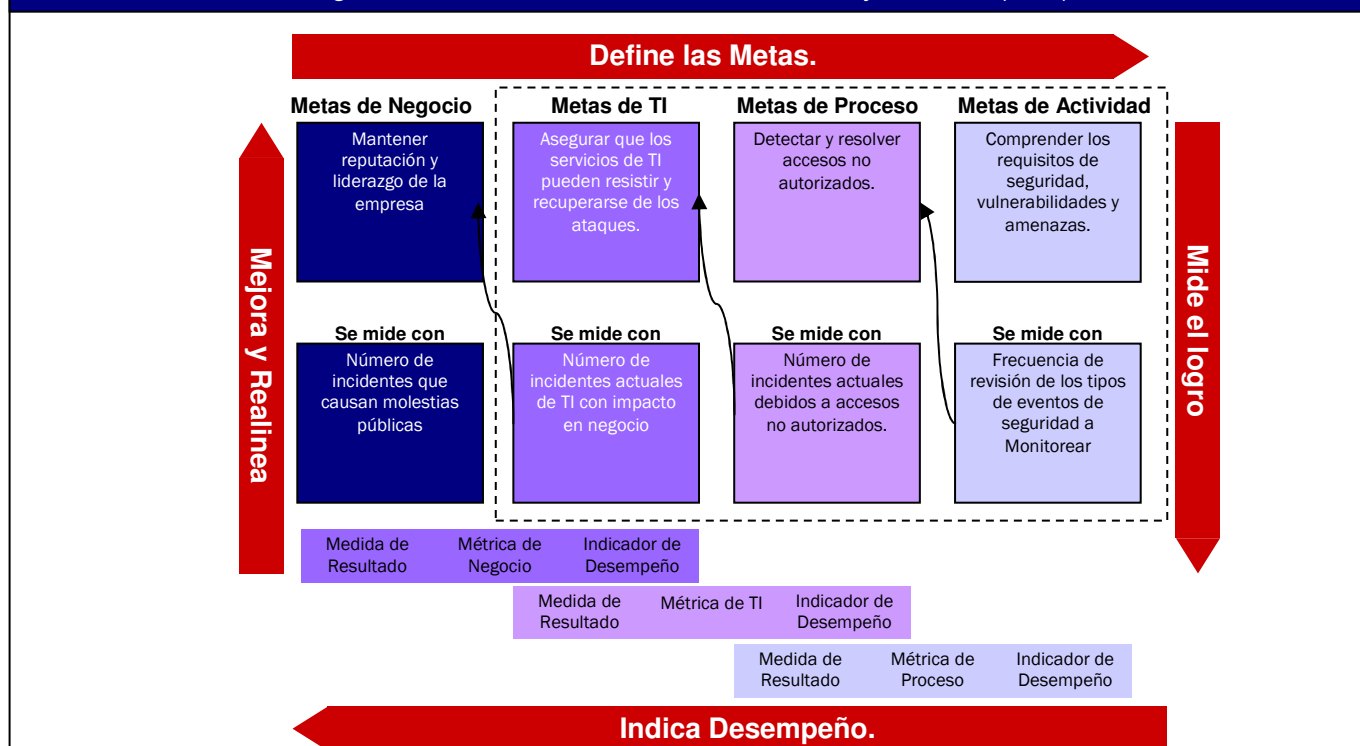 Define las Metas.
Metas de Negocio
Metas de TI
Metas de Proceso
Metas de Actividad
Mantener
reputación y
liderazgo de la
empresa
Asegurar que los
servicios de TI
pueden resistir y
recuperarse de los
ataques.
Detectar y resolver
accesos no
autorizados.
Comprender los
requisitos de
seguridad,
vulnerabilidades y
amenazas.
Mejora y Realinea
Mide el logro
Se mide con
Se mide con
Se mide con
Se mide con
Número de
incidentes que
causan molestias
públicas
Número de
incidentes actuales
de TI con impacto
en negocio
Número de
incidentes actuales
debidos a accesos
no autorizados.
Frecuencia de
revisión de los tipos
de eventos de
seguridad a
Monitorear
Medida de
Resultado
Métrica de
Negocio
Indicador de
Desempeño
Medida de
Resultado
Métrica de TI
Indicador de
Desempeño
Medida de
Resultado
Métrica de
Proceso
Indicador de
Desempeño
Indica Desempeño.